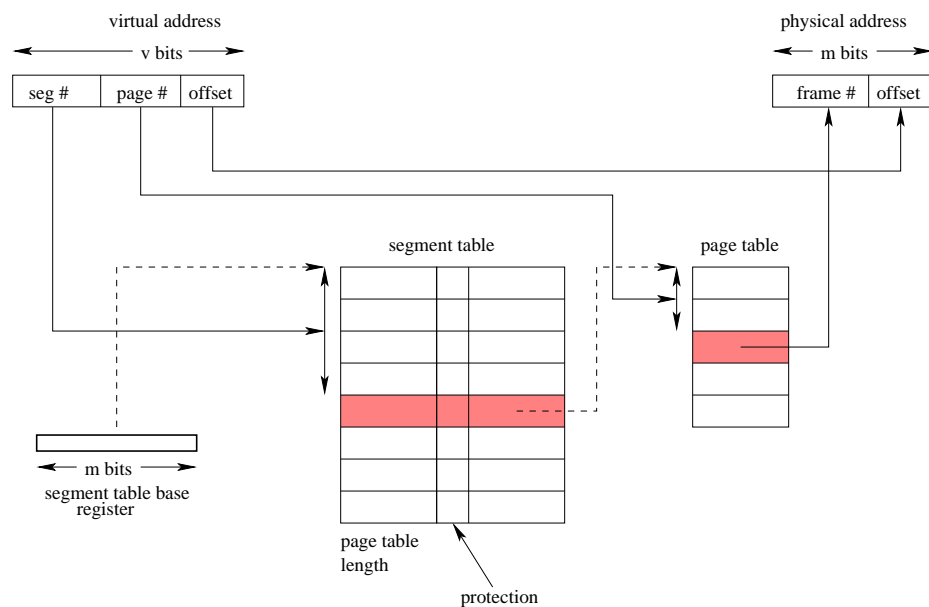 virtual address
physical address
v bits
m bits
seg #
page #
offset
frame #
offset
segment table
page table
m bits
segment table base
register
page table
length
protection